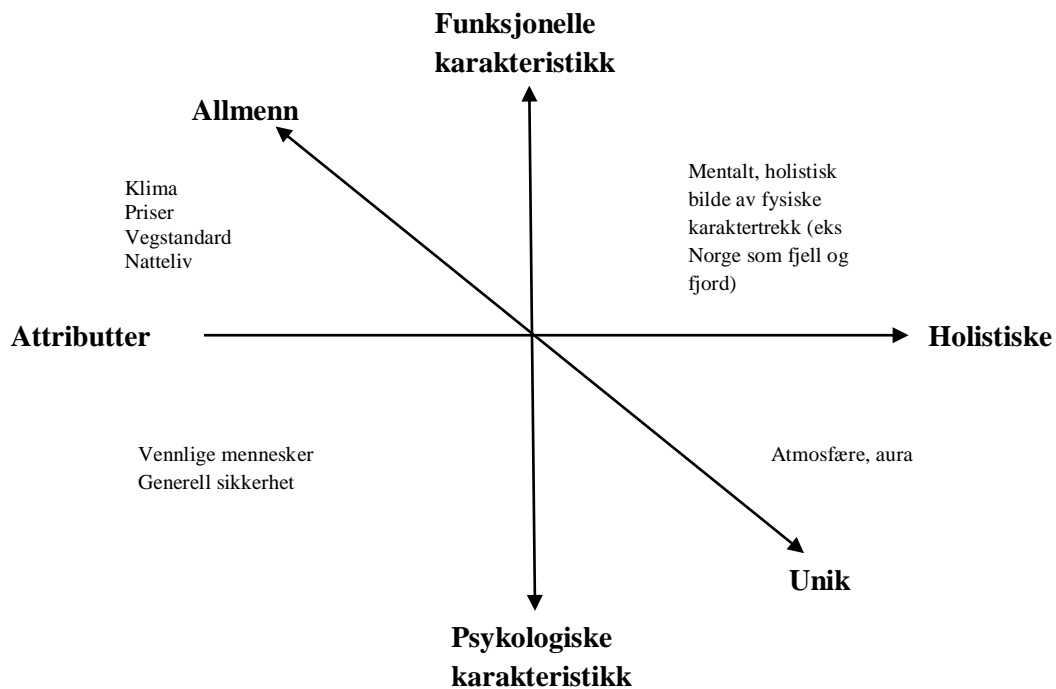 Funksjonelle
karakteristikk
Allmenn
Klima
Priser
Vegstandard
Natteliv
Mentalt, holistisk
bilde av fysiske
karaktertrekk (eks
Norge som fjell og
fjord)
Attributter
Holistiske
Vennlige mennesker
Generell sikkerhet
Atmosfære, aura
Unik
Psykologiske
karakteristikk